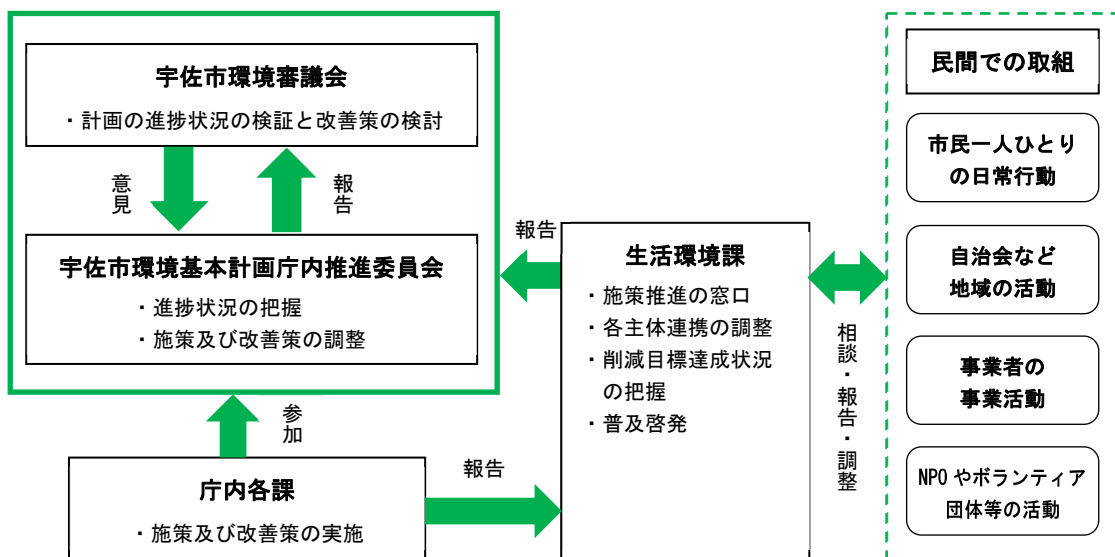 宇佐市環境審議会
・計画の進捗状況の検証と改善策の検討
意見
報告
宇佐市環境基本計画庁内推進委員会
・進捗状況の把握
・施策及び改善策の調整
参加
庁内各課
・施策及び改善策の実施
報告
報告
生活環境課
・施策推進の窓口
・各主体連携の調整
・削減目標達成状況
の把握
・普及啓発
相談・報告・調整
民間での取組
市民一人ひとり
の日常行動
自治会など
地域の活動
事業者の
事業活動
NPOやボランティア
団体等の活動